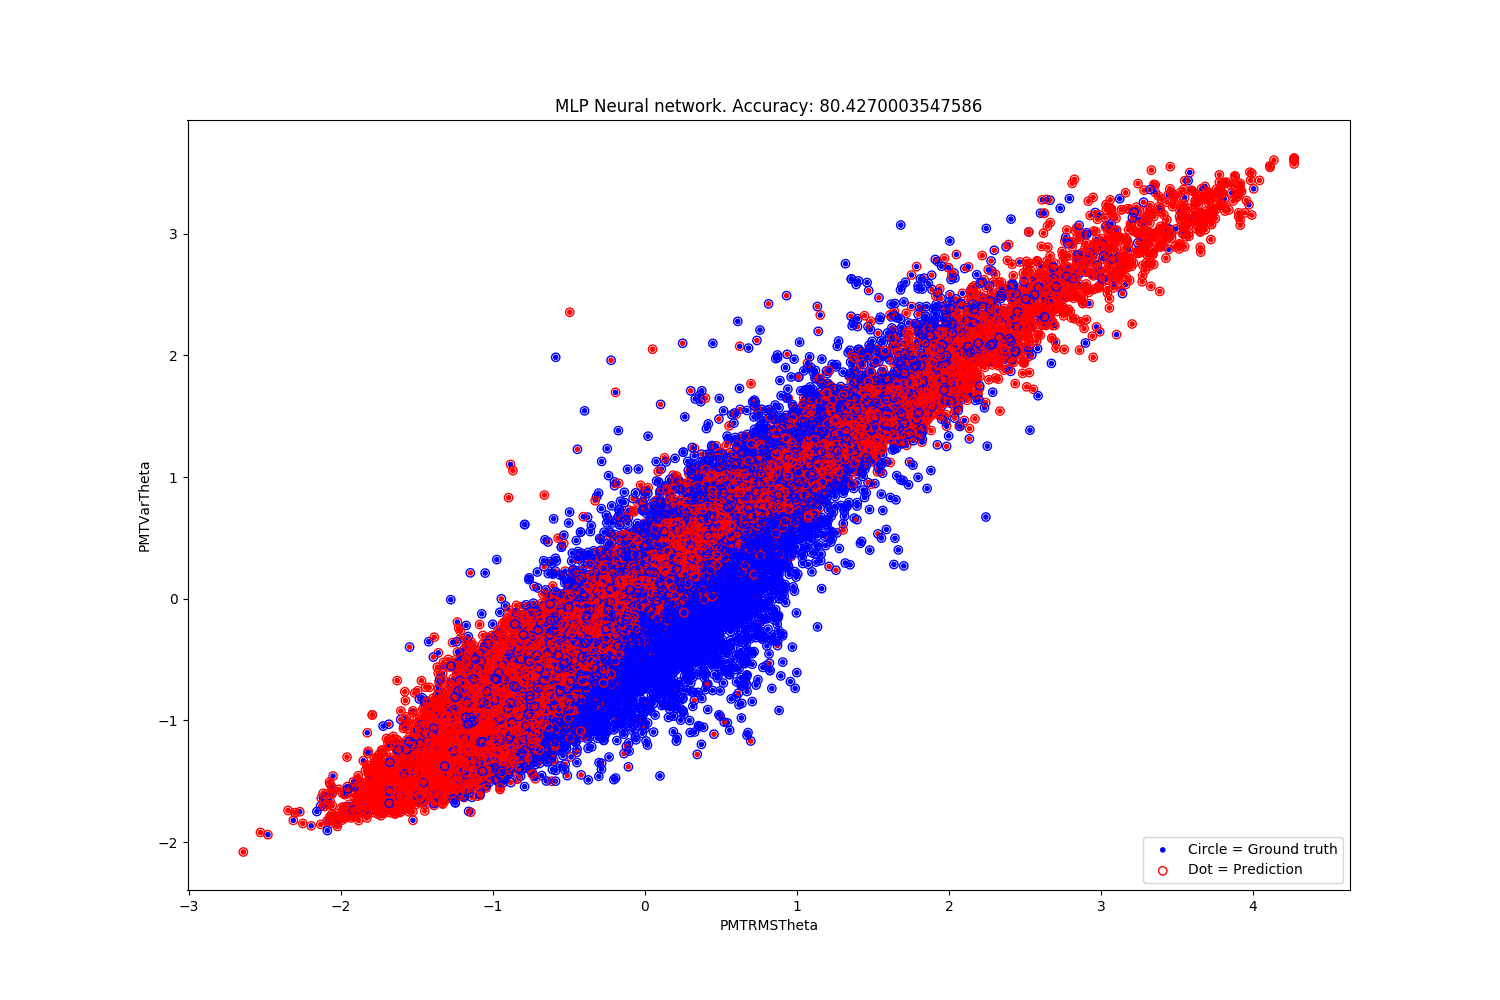 MLP Neural network. Accuracy: 80.4270003547586
3
2
1
0
−1
−2
PMTVarTheta
−3 −2 −1 0 1 2 3 4
PMTRMSTheta
Circle = Ground truth
Dot = Prediction